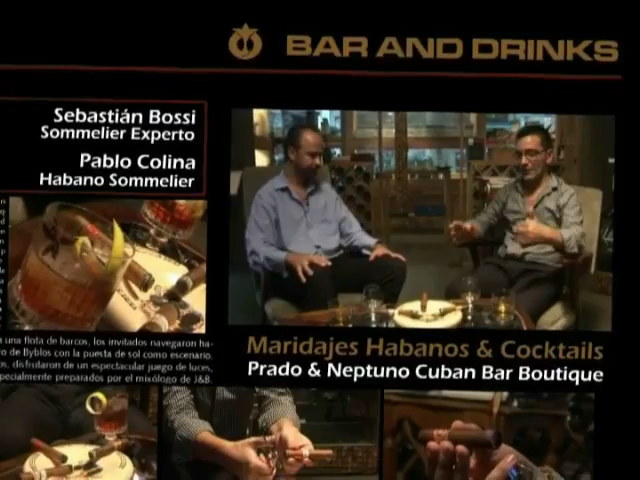 BAR AND DRINKS
Sebastián Bossi
Sommelier Experto
Pablo Colina
Habano Sommelier
una flota de barcos, los invitados navegaron ha-
de Byblos con la puesta de sol como escenario.
disfrutaron de un espectacular juego de luces,
specialmente preparados por el mixólogo de J&B.
Maridajes Habanos & Cocktails
Prado & Neptuno Cuban Bar Boutique